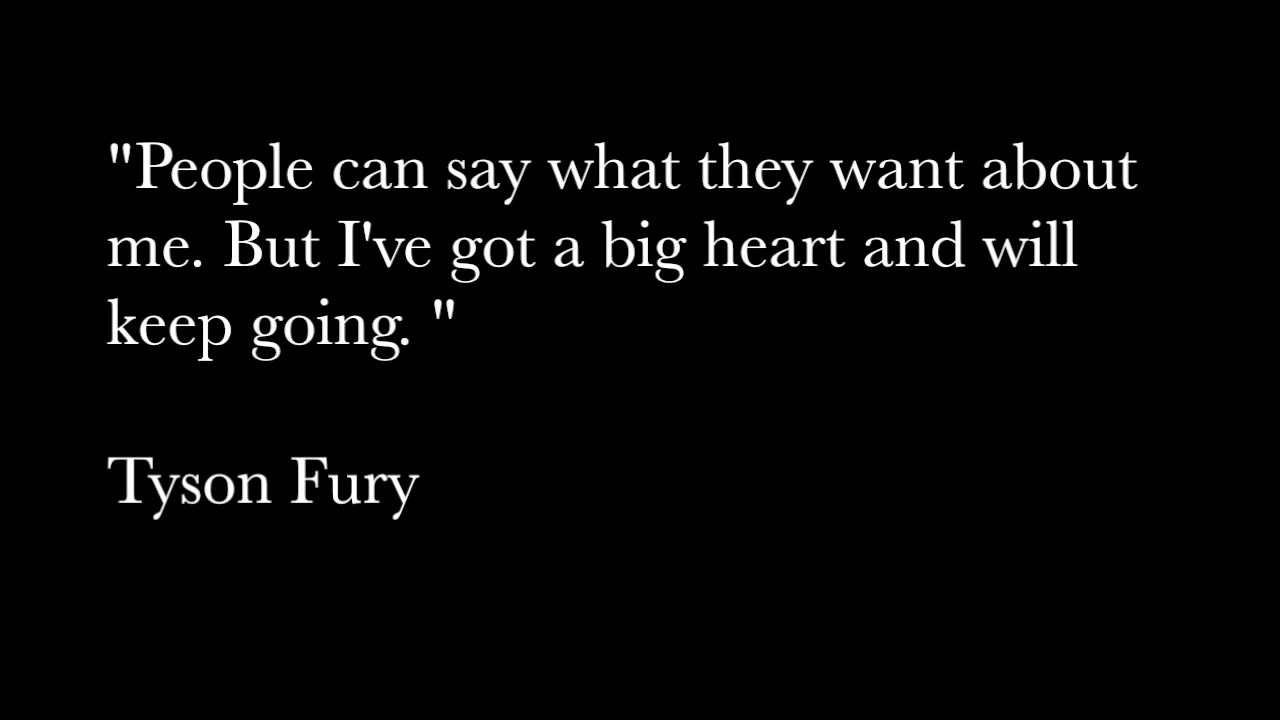 "People can say what they want about
me. But I've got a big heart and will
keep going. "
Tyson Fury